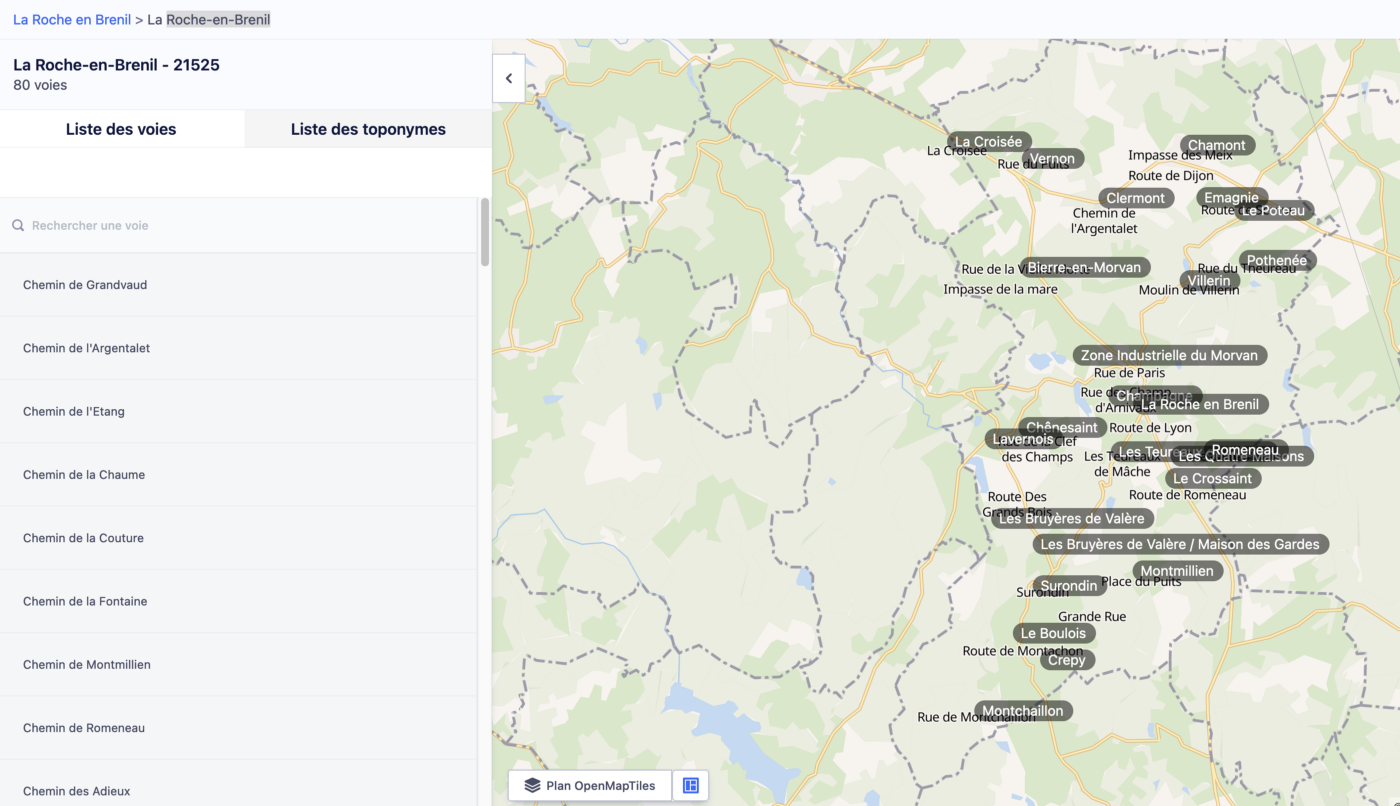 La Roche en Brenil > La Roche-en-Brenil
La Roche-en-Brenil - 21525
80 voies
Liste des voies
Liste des toponymes
Rechercher une voie
Chemin de Grandvaud
Chemin de l'Argentalet
Chemin de l'Etang
Chemin de la Chaume
Chemin de la Couture
Chemin de la Fontaine
Chemin de Montmillien
Chemin de Romeneau
Chemin des Adieux
La Croisée
La Croisée
Vernon
Rue du Puits
Chamont
Impasse des Meix
Route de Dijon
Clermont
Emagnie
Route
Le Poteau
Chemin de
l'Argentalet
Pothenée
Rue de la
Bierre-en-Morvan
Rue du Theureau
Villerin
Impasse de la mare
Moulin de Villerin
Zone Industrielle du Morvan
Rue de Paris
Champagne
Rue de Champ
d'Arnivaux
La Roche en Brenil
Chênesaint
Route de Lyon
Lavernois
Rue de la Clef
des Champs
Les Teureaux
Romeneau
Les Teureaux
de Mâche
Les Quatre Maisons
Le Crossaint
Route de Romeneau
Route Des
Grands Bois
Les Bruyères de Valère
Les Bruyères de Valère / Maison des Gardes
Montmillien
Place du Puits
Surondin
Surondin
Grande Rue
Le Boulois
Route de Montachon
Crepy
Montchaillon
Rue de Montchaillon
Plan OpenMapTiles